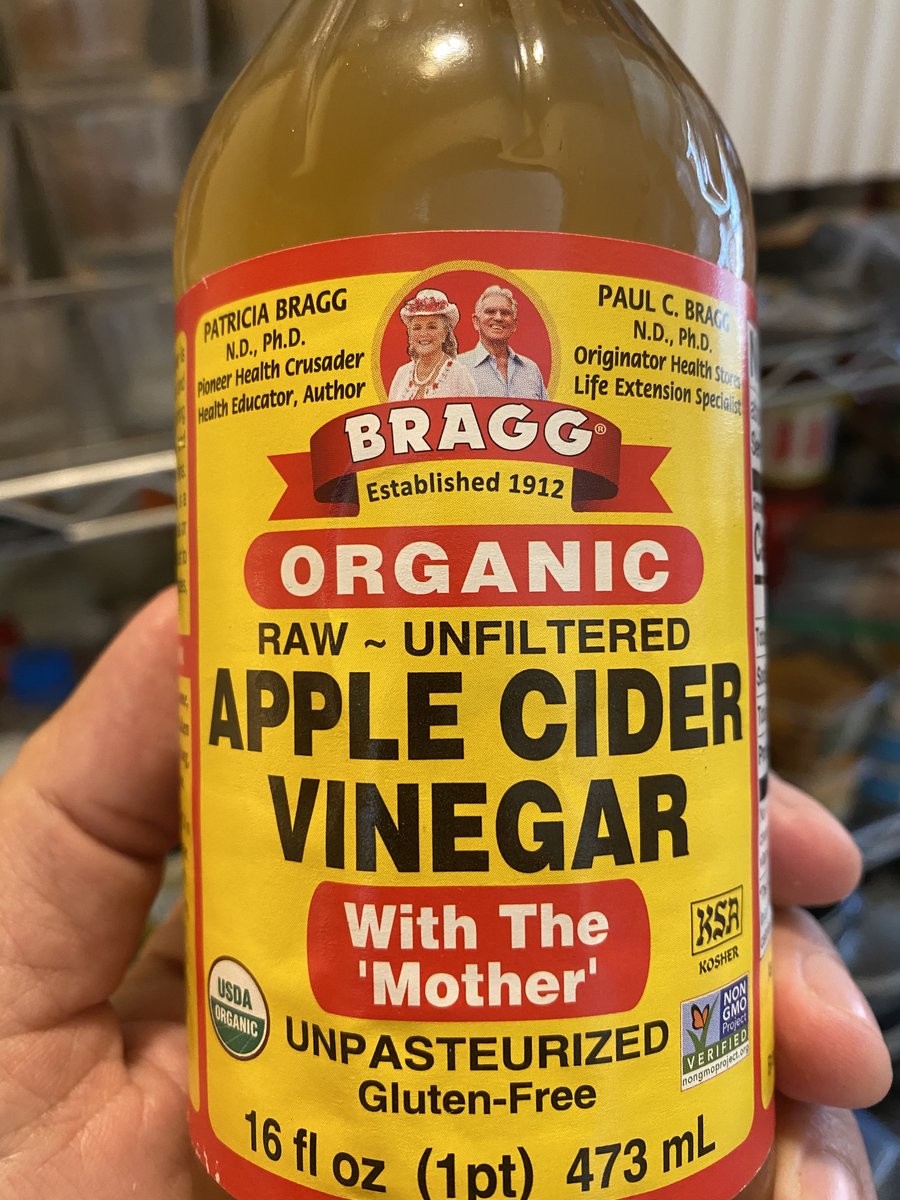 PATRICIA BRAGG
N.D., Ph.D.
Pioneer Health Crusader
Health Educator, Author
PAUL C. BRAGG
N.D., Ph.D.
Originator Health Stores
Life Extension Specialist
BRAGG®
Established 1912
ORGANIC
RAW ~ UNFILTERED
APPLE CIDER
VINEGAR
With The
'Mother'
KSA
KOSHER
USDA
ORGANIC
NON
GMO
Project
VERIFIED
nongmoproject.org
UNPASTEURIZED
Gluten-Free
16 fl oz (1pt) 473 mL